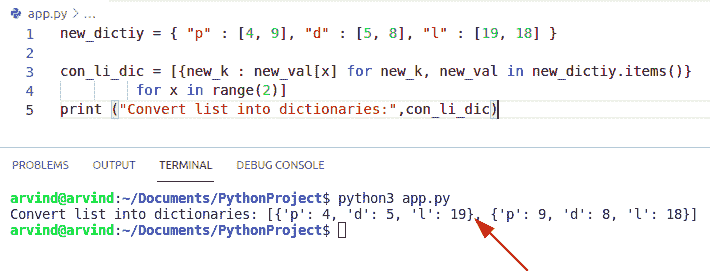 app.py > ...
1 new_dictiy = { "p" : [4, 9], "d" : [5, 8], "l" : [19, 18] }
2
3 con_li_dic = [{new_k : new_val[x] for new_k, new_val in new_dictiy.items()}
4 for x in range(2)]
5 print ("Convert list into dictionaries:",con_li_dic)
PROBLEMS OUTPUT TERMINAL DEBUG CONSOLE
arvind@arvind:~/Documents/PythonProject$ python3 app.py
Convert list into dictionaries: [{'p': 4, 'd': 5, 'l': 19}, {'p': 9, 'd': 8, 'l': 18}]
arvind@arvind:~/Documents/PythonProject$